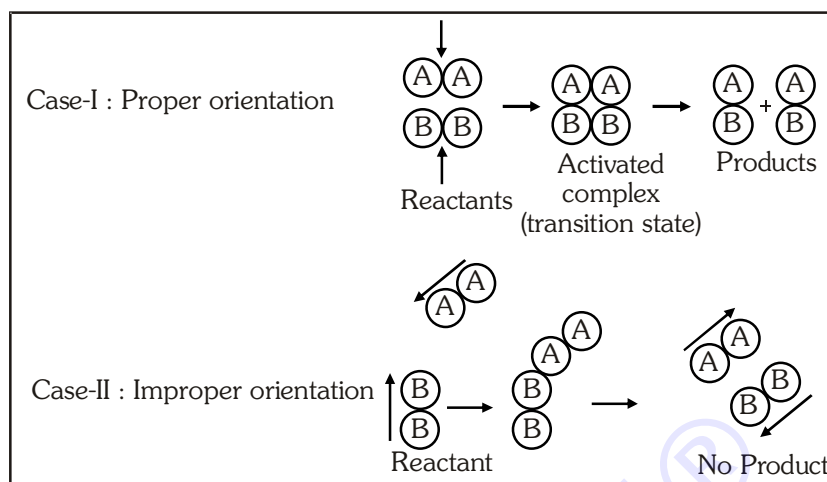 A A
Case-I : Proper orientation
B B
Reactants
A A
B B
Activated
complex
(transition state)
A A
+
B B
Products
A
A
Case-II : Improper orientation
B
B
Reactant
A
A
B
B
A
A
B
B
No Product
®